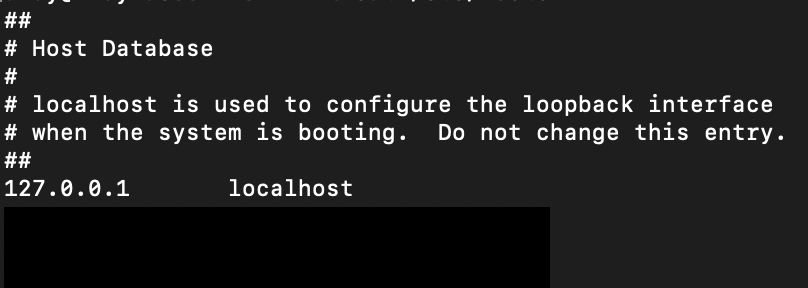 ##
# Host Database
#
# localhost is used to configure the loopback interface
# when the system is booting.  Do not change this entry.
##
127.0.0.1       localhost